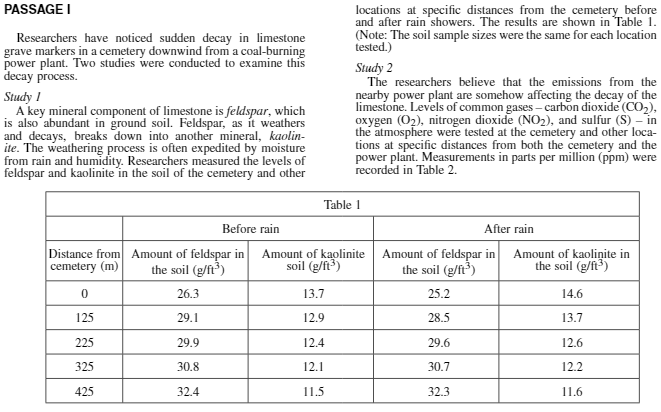 PASSAGE I
Researchers have noticed sudden decay in limestone
grave markers in a cemetery downwind from a coal-burning
power plant. Two studies were conducted to examine this
decay process.
Study 1
A key mineral component of limestone is feldspar, which
is also abundant in ground soil. Feldspar, as it weathers
and decays, breaks down into another mineral, kaolin-
ite. The weathering process is often expedited by moisture
from rain and humidity. Researchers measured the levels of
feldspar and kaolinite in the soil of the cemetery and other
locations at specific distances from the cemetery before
and after rain showers. The results are shown in Table 1.
(Note: The soil sample sizes were the same for each location
tested.)
Study 2
The researchers believe that the emissions from the
nearby power plant are somehow affecting the decay of the
limestone. Levels of common gases – carbon dioxide (CO₂),
oxygen (O₂), nitrogen dioxide (NO₂), and sulfur (S) – in
the atmosphere were tested at the cemetery and other loca-
tions at specific distances from both the cemetery and the
power plant. Measurements in parts per million (ppm) were
recorded in Table 2.
Table 1
Before rain After rain
Distance from Amount of feldspar in Amount of kaolinite Amount of feldspar in Amount of kaolinite in
cemetery (m) the soil (g/ft³) soil (g/ft³) the soil (g/ft³) the soil (g/ft³)
0 26.3 13.7 25.2 14.6
125 29.1 12.9 28.5 13.7
225 29.9 12.4 29.6 12.6
325 30.8 12.1 30.7 12.2
425 32.4 11.5 32.3 11.6